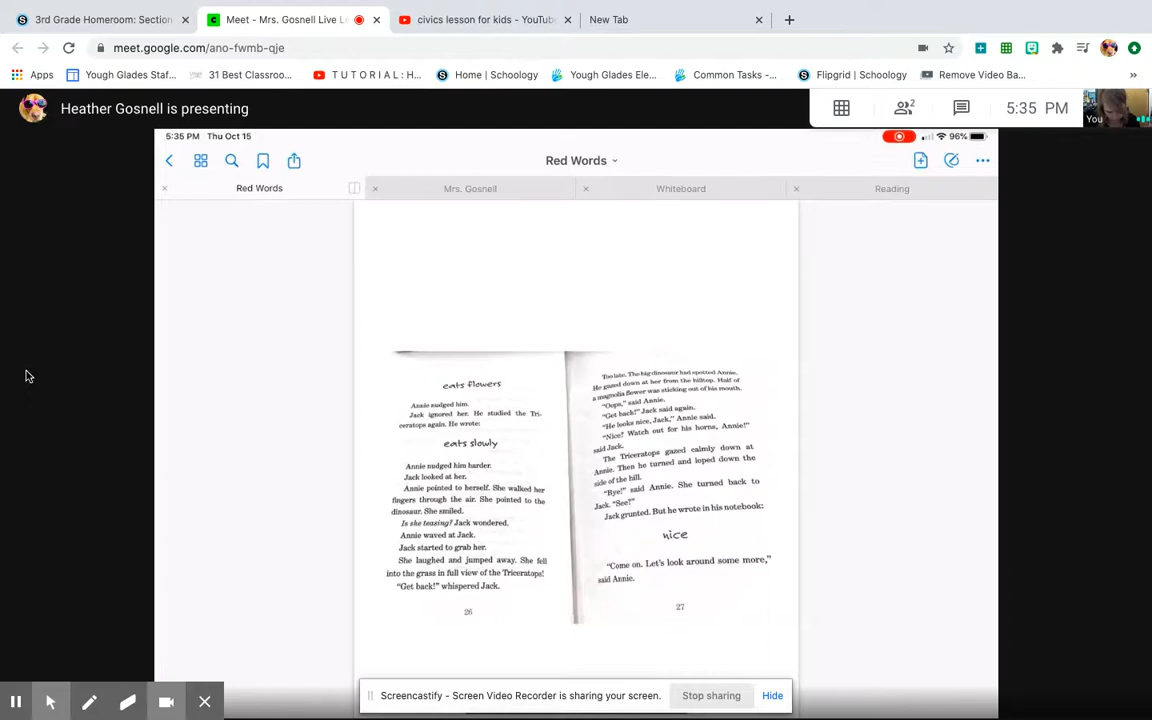 3rd Grade Homeroom: Section
Meet - Mrs. Gosnell Live L
civics lesson for kids - YouTub
New Tab
meet.google.com/ano-fwmb-qje
Apps
Yough Glades Staf...
31 Best Classroo...
T U T O R I A L : H...
Home | Schoology
Yough Glades Ele...
Common Tasks -...
Flipgrid | Schoology
Remove Video Ba...
»
Heather Gosnell is presenting
2
5:35 PM
You
5:35 PM Thu Oct 15
96%
Red Words
Red Words
Mrs. Gosnell
Whiteboard
Reading
eats flowers
Annie nudged him.
Jack ignored her. He studied the Tri-
ceratops again. He wrote:
eats slowly
Annie nudged him harder.
Jack looked at her.
Annie pointed to herself. She walked her
fingers through the air. She pointed to the
dinosaur. She smiled.
Is she teasing? Jack wondered.
Annie waved at Jack.
Jack started to grab her.
She laughed and jumped away. She fell
into the grass in full view of the Triceratops!
"Get back!" whispered Jack.
26
Too late. The big dinosaur had spotted Annie.
He gazed down at her from the hilltop. Half of
a magnolia flower was sticking out of his mouth.
"Oops," said Annie.
"Get back!" Jack said again.
"He looks nice, Jack," Annie said.
"Nice? Watch out for his horns, Annie!"
said Jack.
The Triceratops gazed calmly down at
Annie. Then he turned and loped down the
side of the hill.
"Bye!" said Annie. She turned back to
Jack. "See?"
Jack grunted. But he wrote in his notebook:
nice
"Come on. Let's look around some more,"
said Annie.
27
Screencastify - Screen Video Recorder is sharing your screen.
Stop sharing
Hide